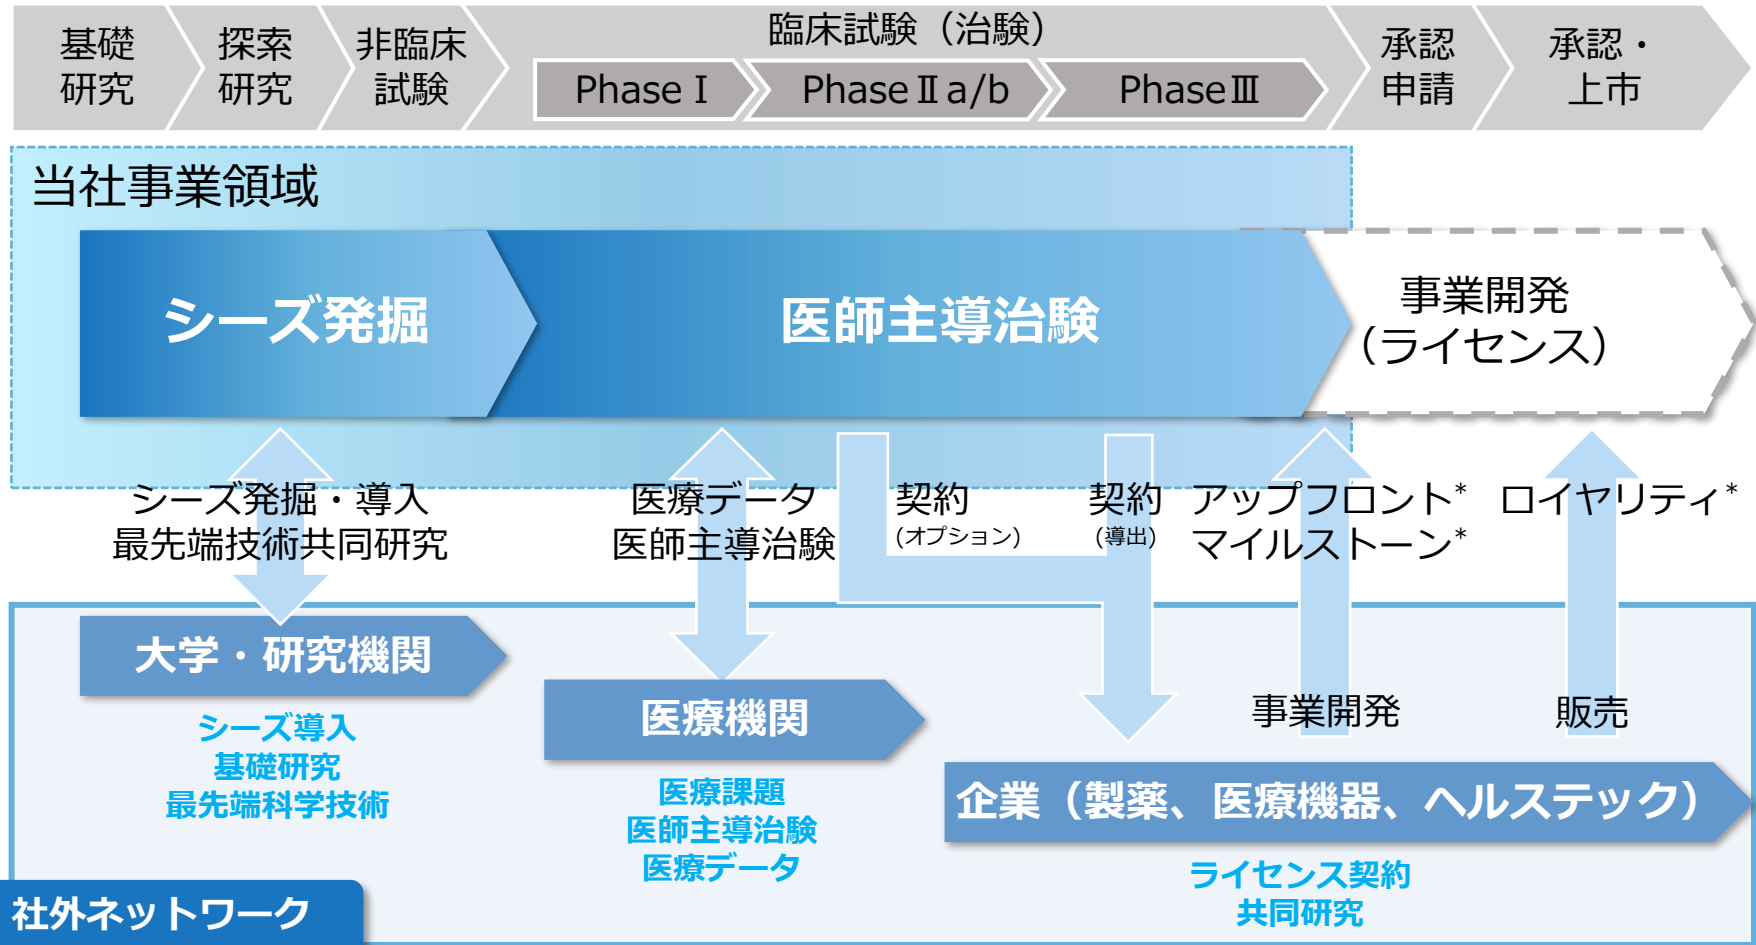 基礎
研究
探索
研究
非臨床
試験
臨床試験（治験）
Phase Ⅰ
Phase Ⅱ a/b
Phase Ⅲ
承認
申請
承認・
上市
当社事業領域
シーズ発掘
医師主導治験
事業開発
（ライセンス）
シーズ発掘・導入
最先端技術共同研究
医療データ
医師主導治験
契約
(オプション)
契約
(導出)
アップフロント*
マイルストーン*
ロイヤリティ*
大学・研究機関
シーズ導入
基礎研究
最先端科学技術
医療機関
医療課題
医師主導治験
医療データ
事業開発
販売
企業（製薬、医療機器、ヘルステック）
ライセンス契約
共同研究
社外ネットワーク